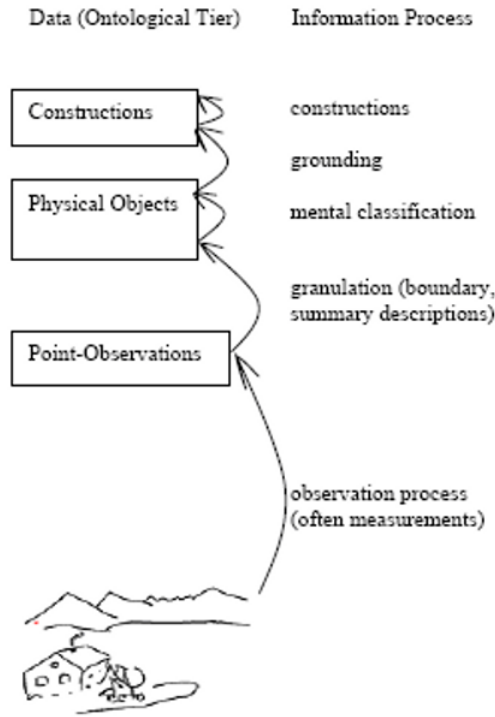 Data (Ontological Tier) Information Process
Constructions
constructions
grounding
Physical Objects
mental classification
granulation (boundary,
summary descriptions)
Point-Observations
observation process
(often measurements)